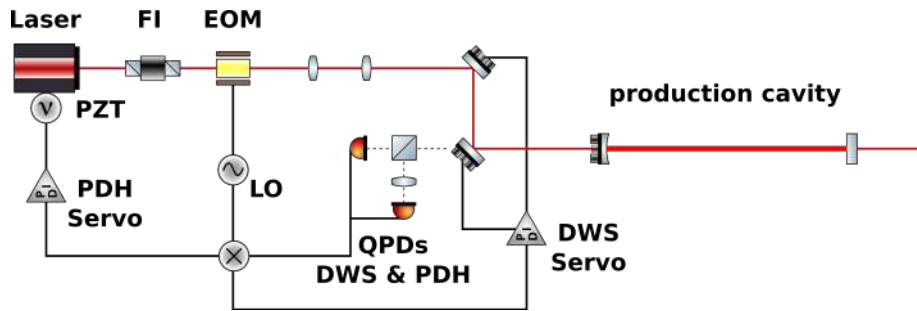 Laser
FI
EOM
PZT
production cavity
LO
PDH
Servo
QPDs
DWS & PDH
DWS
Servo
V
P I D
P I D